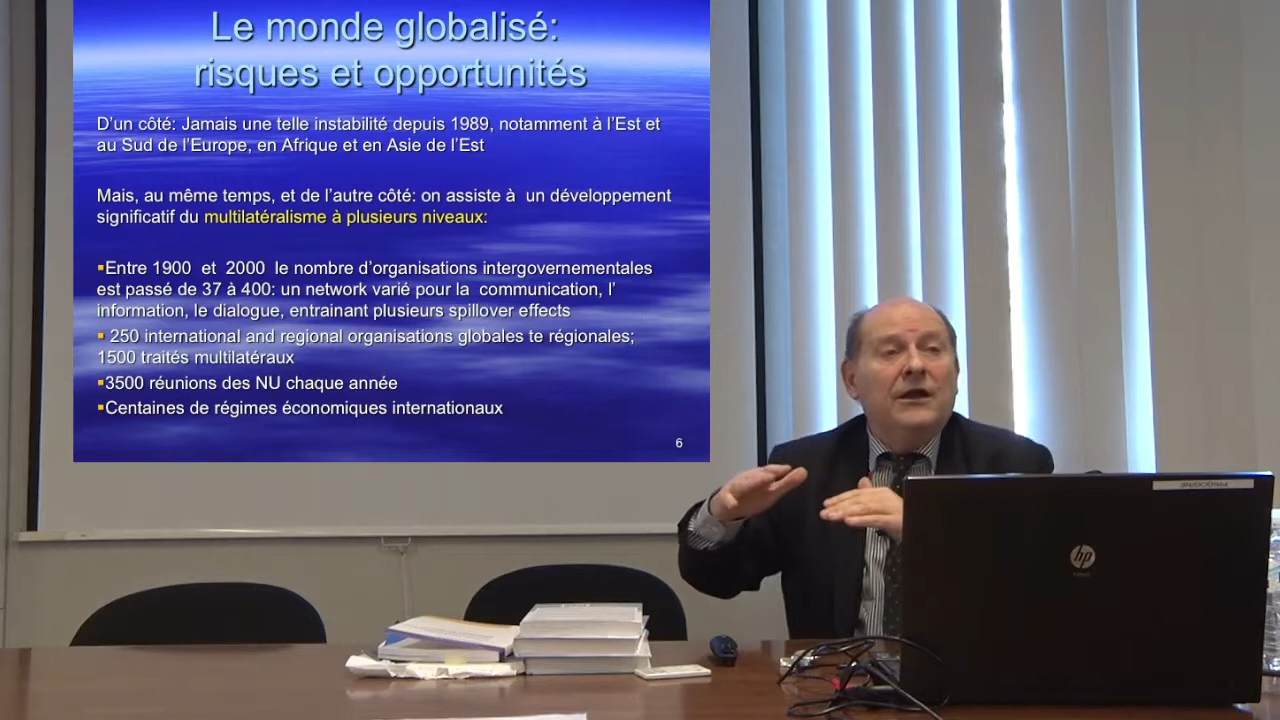 Le monde globalisé:
risques et opportunités
D'un côté: Jamais une telle instabilité depuis 1989, notamment à l'Est et
au Sud de l'Europe, en Afrique et en Asie de l'Est
Mais, au même temps, et de l'autre côté: on assiste à un développement
significatif du multilatéralisme à plusieurs niveaux:
▪Entre 1900 et 2000 le nombre d'organisations intergovernementales
est passé de 37 à 400: un network varié pour la communication, l'
information, le dialogue, entrainant plusieurs spillover effects
▪ 250 international and regional organisations globales te régionales;
1500 traités multilatéraux
▪3500 réunions des NU chaque année
▪Centaines de régimes économiques internationaux
6
PRIGOGINE
hp